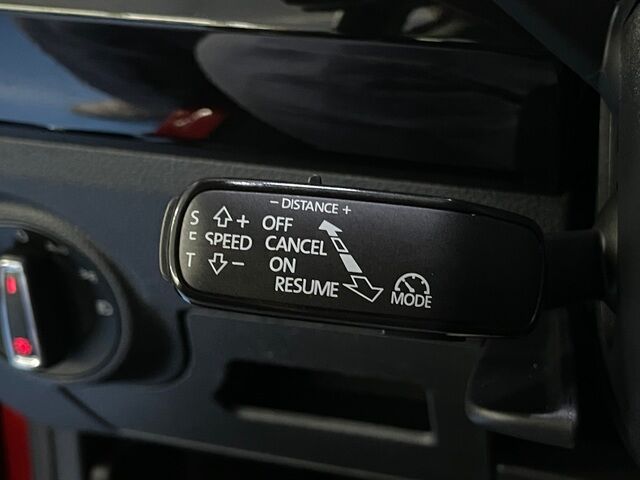 - DISTANCE +
S + OFF
E SPEED CANCEL
T - ON
RESUME
MODE